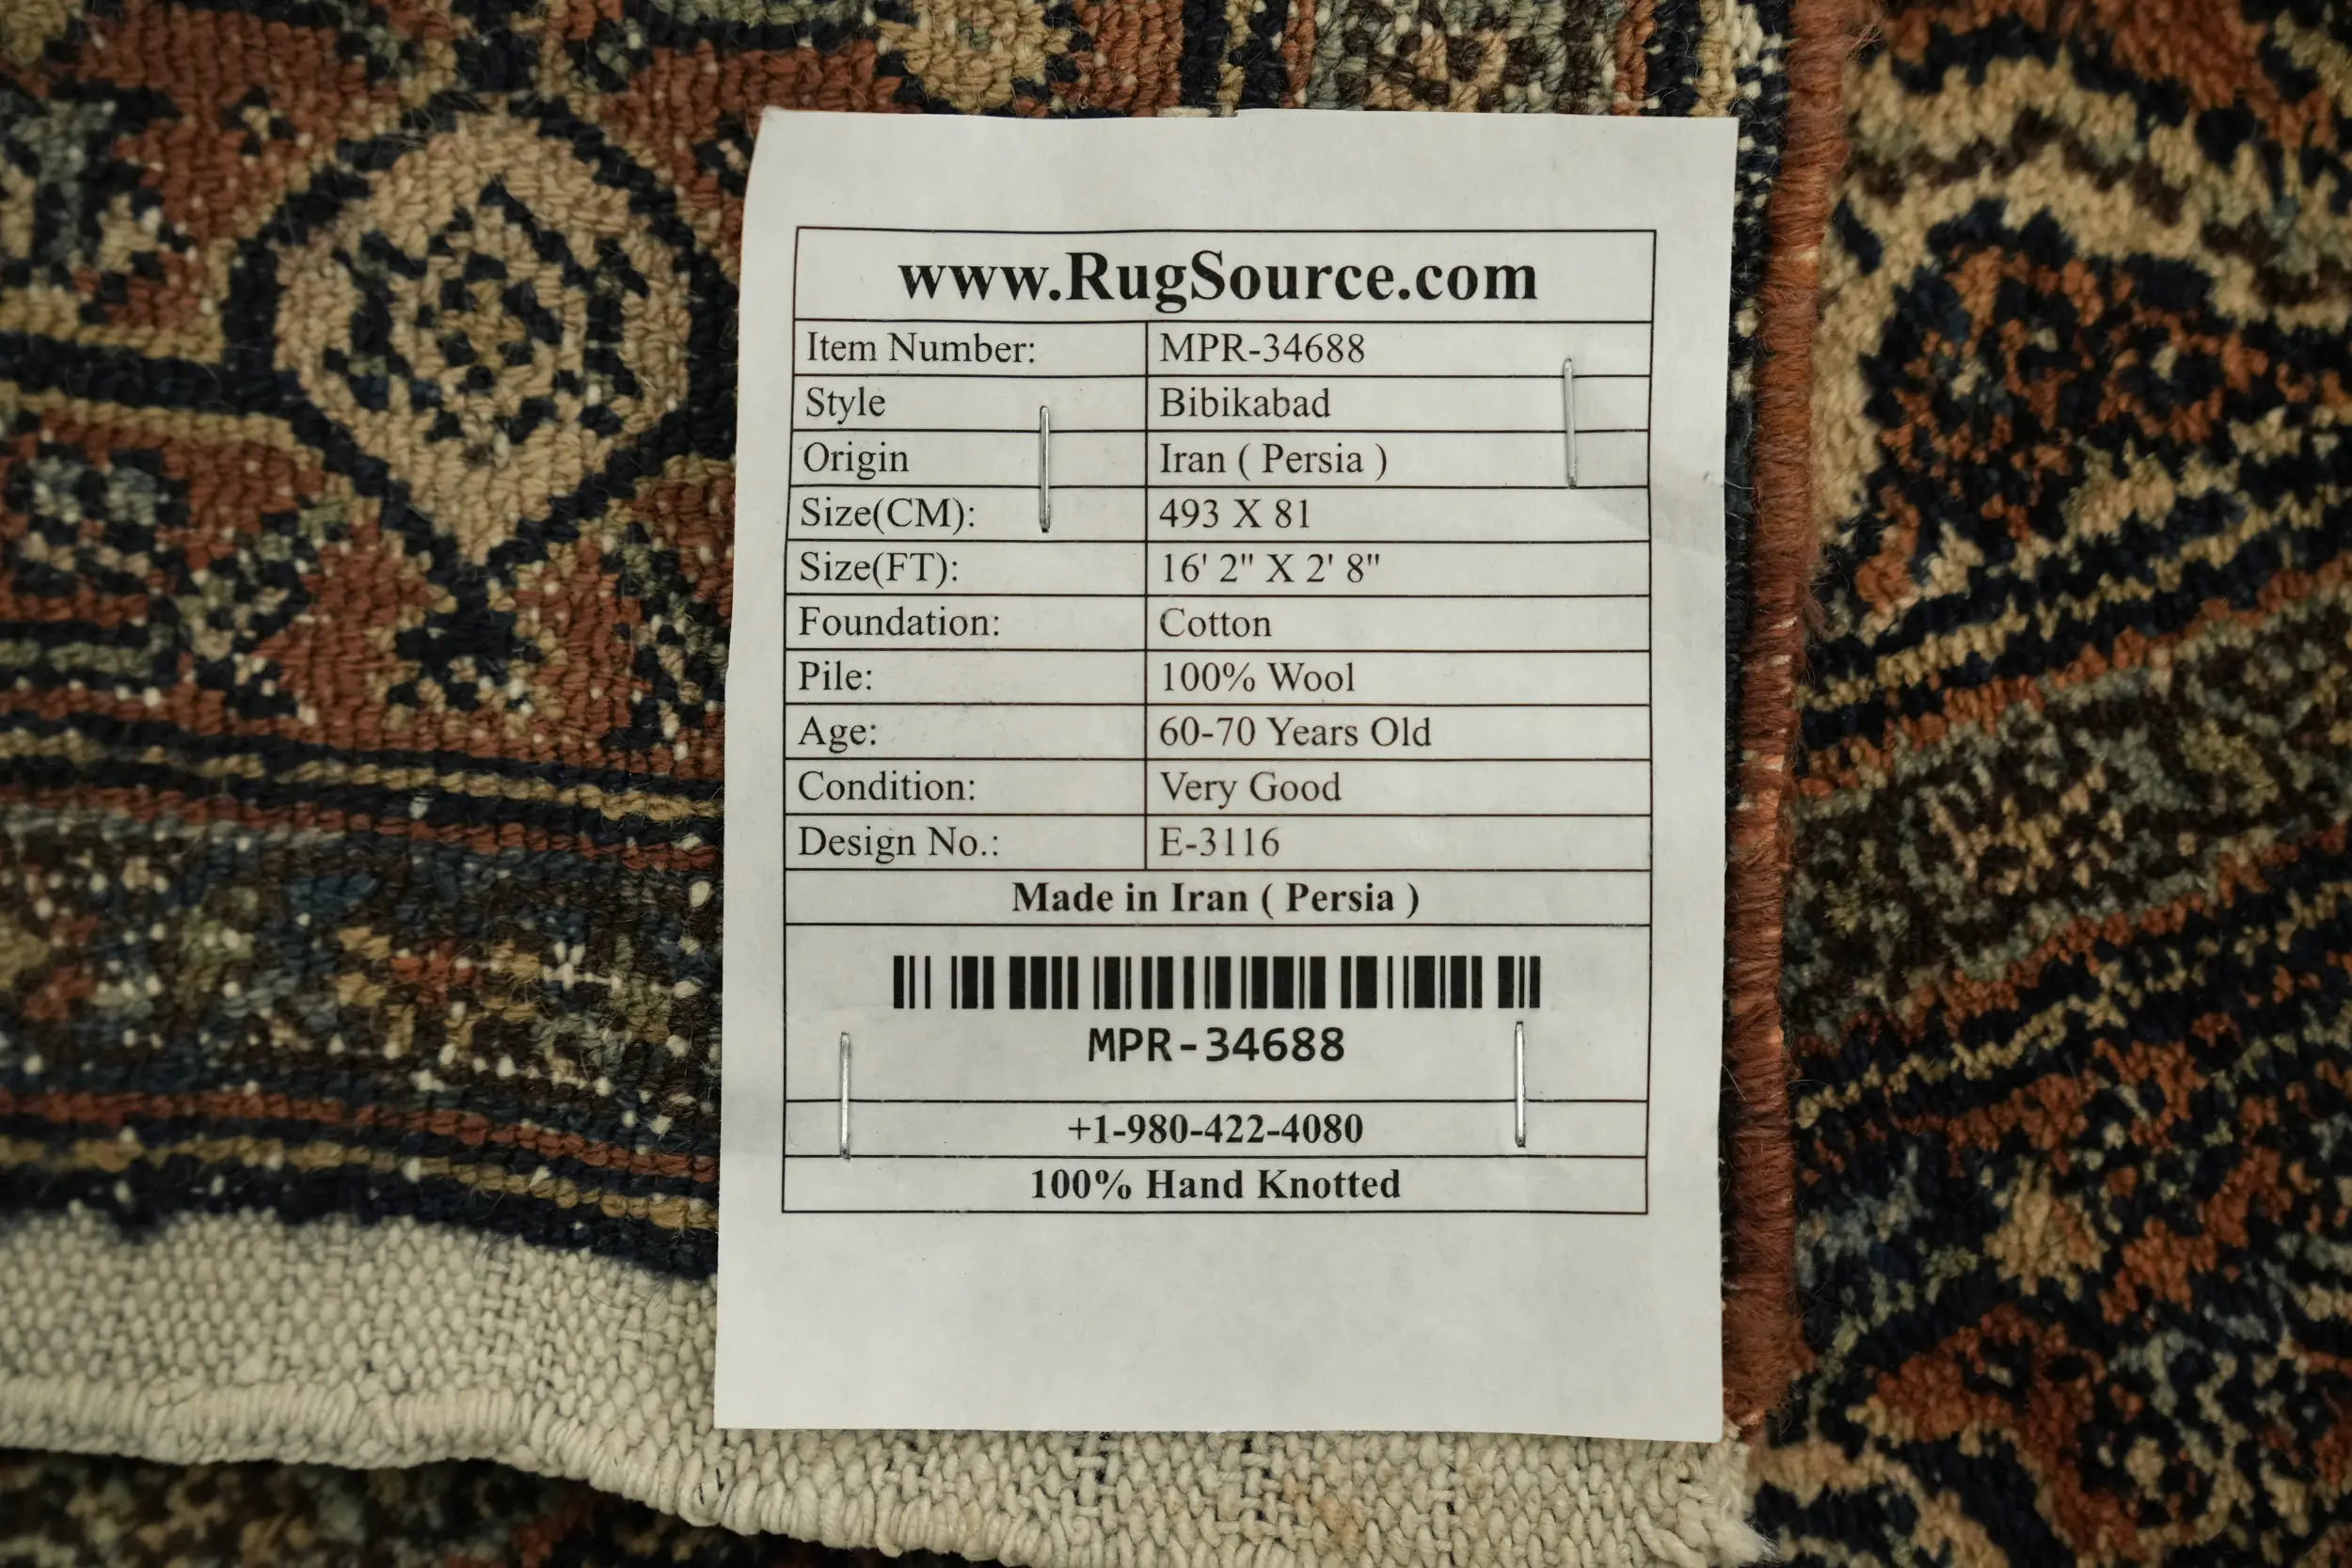 www.RugSource.com
Item Number: MPR-34688
Style Bibikabad
Origin Iran ( Persia )
Size(CM): 493 X 81
Size(FT): 16' 2" X 2' 8"
Foundation: Cotton
Pile: 100% Wool
Age: 60-70 Years Old
Condition: Very Good
Design No.: E-3116
Made in Iran ( Persia )
MPR-34688
+1-980-422-4080
100% Hand Knotted